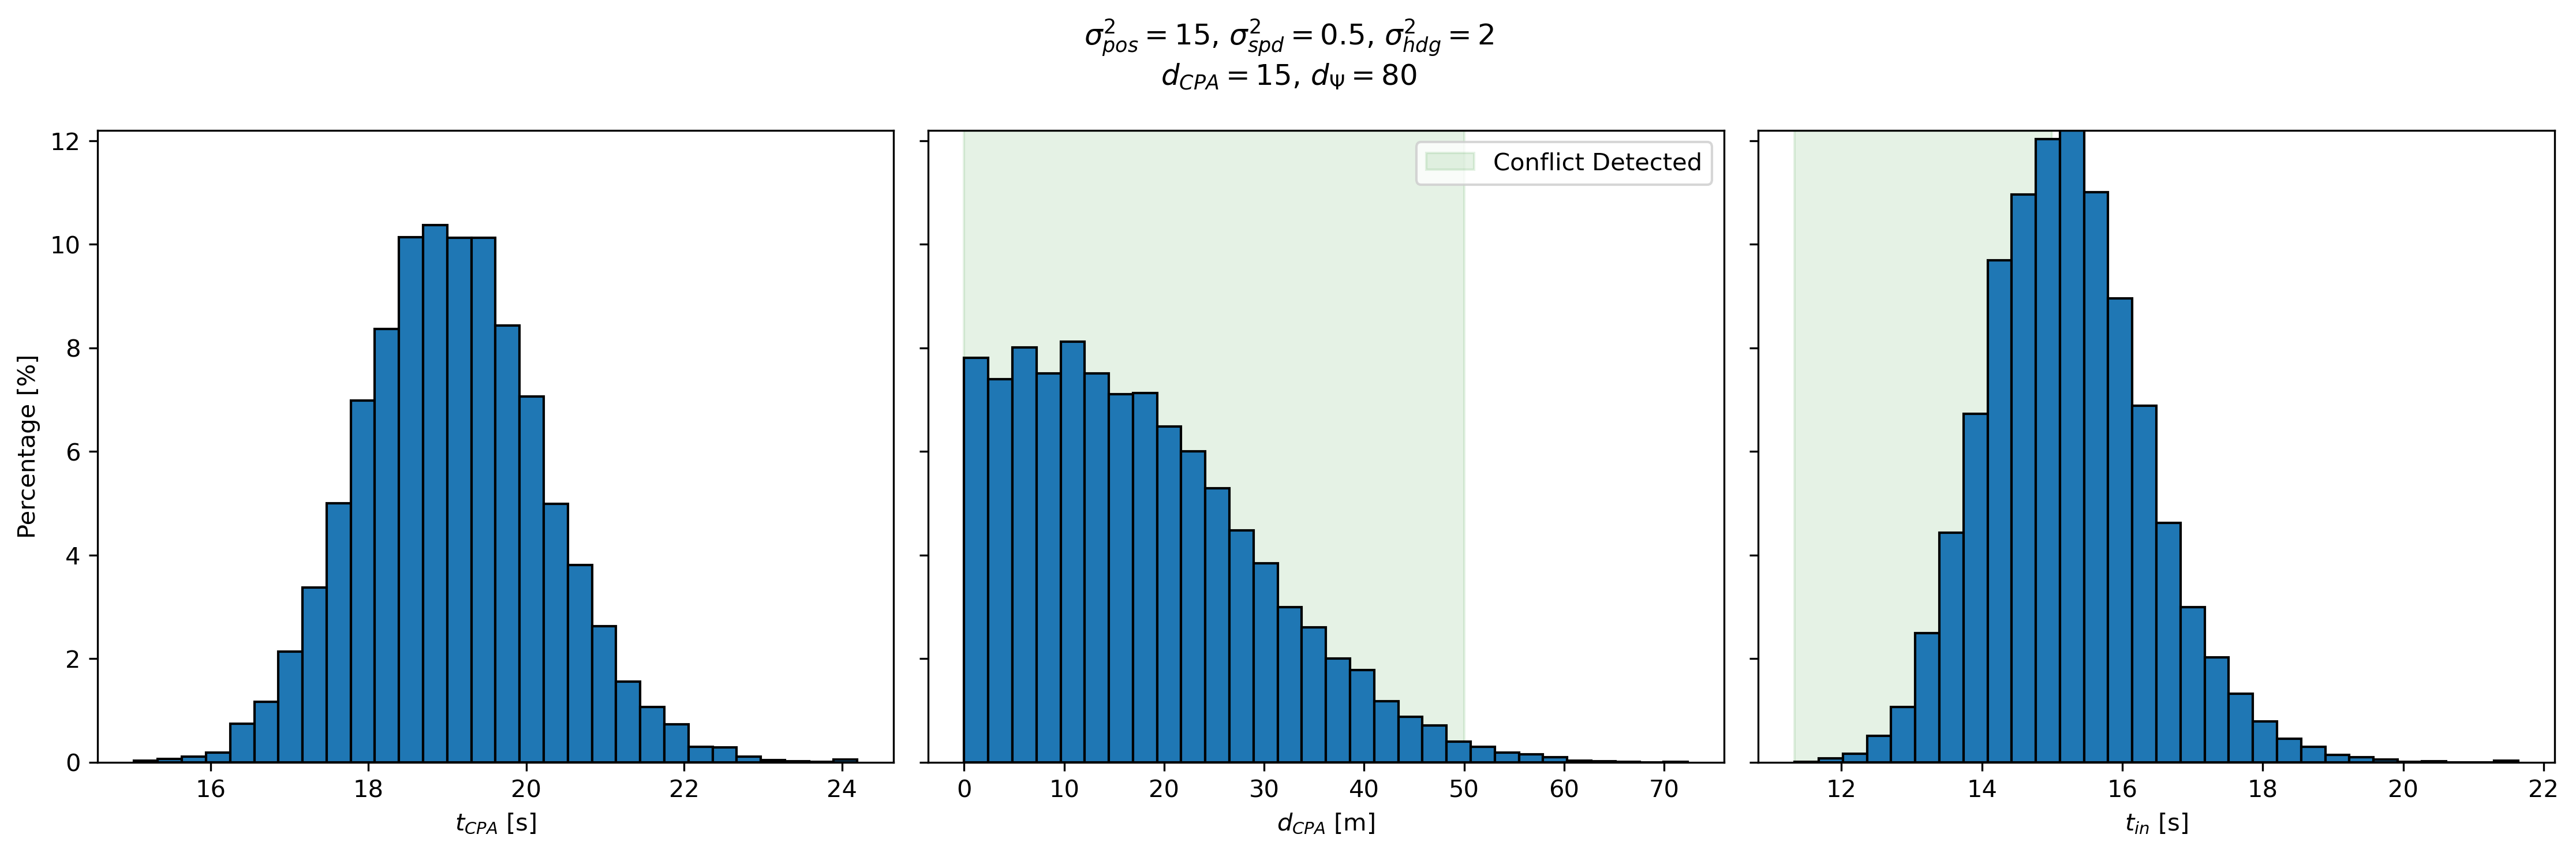 σ²pos = 15, σ²spd = 0.5, σ²hdg = 2
dCPA = 15, dΨ = 80
Percentage [%]
12
10
8
6
4
2
0
16 18 20 22 24
tCPA [s]
Conflict Detected
0 10 20 30 40 50 60 70
dCPA [m]
12 14 16 18 20 22
tin [s]